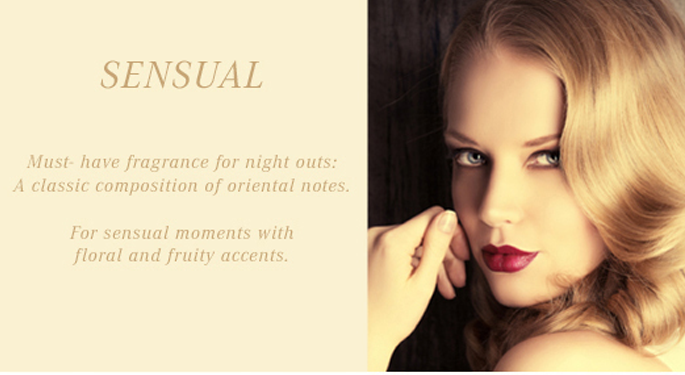 SENSUAL
Must- have fragrance for night outs:
A classic composition of oriental notes.
For sensual moments with
floral and fruity accents.